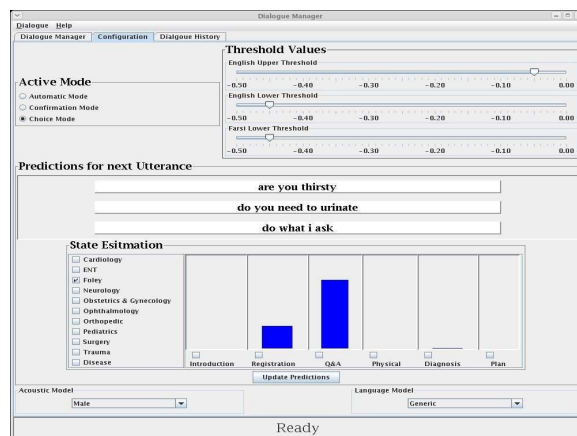 Dialogue Manager
Dialogue Help
Dialogue Manager Configuration Dialgoue History
Threshold Values
English Upper Threshold
-0.50 -0.40 -0.30 -0.20 -0.10 0.00
English Lower Threshold
-0.50 -0.40 -0.30 -0.20 -0.10 0.00
Farsi Lower Threshold
-0.50 -0.40 -0.30 -0.20 -0.10 0.00
Active Mode
Automatic Mode
Confirmation Mode
Choice Mode
Predictions for next Utterance
are you thirsty
do you need to urinate
do what i ask
State Esitmation
Cardiology
ENT
Foley
Neurology
Obstetrics & Gynecology
Ophthalmology
Orthopedic
Pediatrics
Surgery
Trauma
Disease
Introduction Registration Q&A Physical Diagnosis Plan
Update Predictions
Acoustic Model
Male
Language Model
Generic
Ready